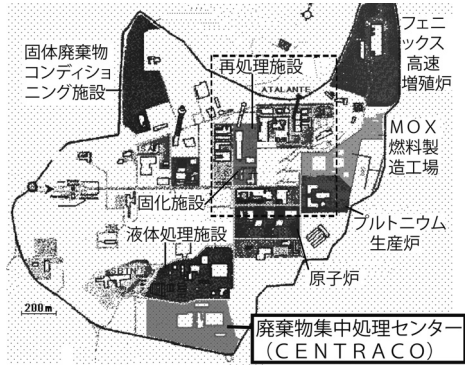 固体廃棄物
コンディショ
ニング施設
再処理施設
ATALANTE
フェニ
ックス
高速
増殖炉
MOX
燃料製
造工場
固化施設
液体処理施設
プルトニウム
生産炉
原子炉
200m
廃棄物集中処理センター
(CENTRACO)